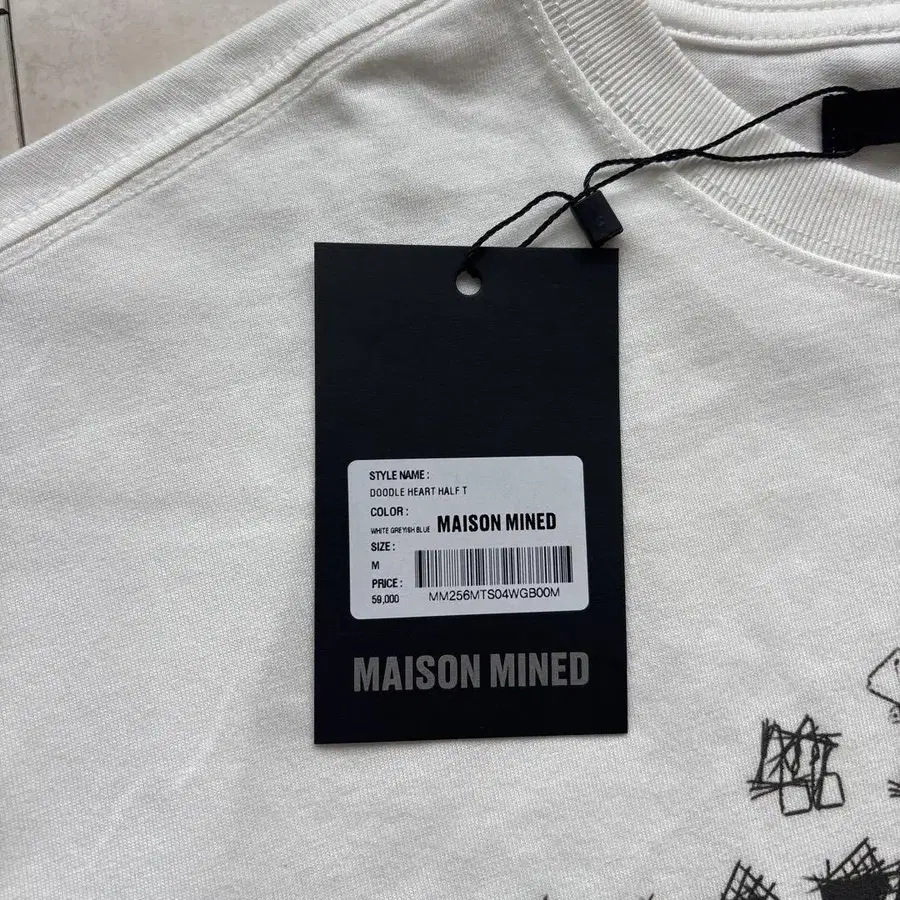 STYLE NAME :
DOODLE HEART HALF T
COLOR :
WHITE GREYISH BLUE MAISON MINED
SIZE :
M
PRICE :
59,000 MM256MTS04WGB00M
MAISON MINED